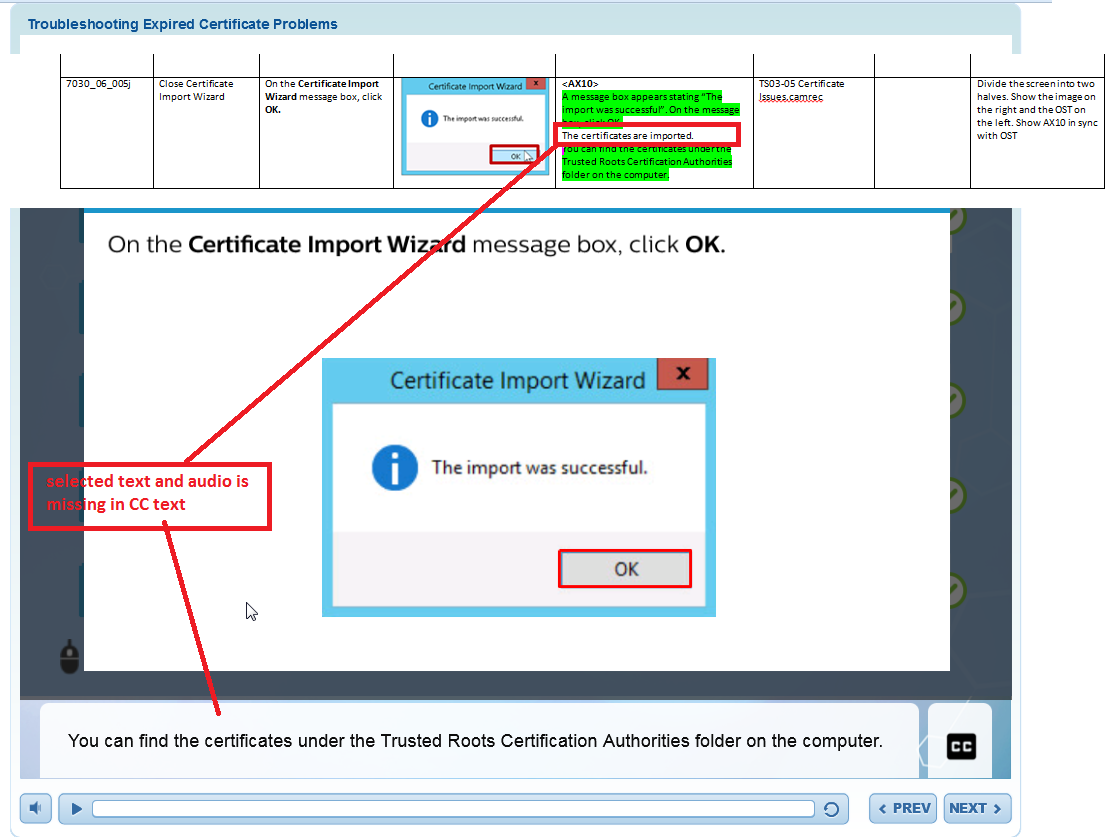 Troubleshooting Expired Certificate Problems
7030_06_005j
Close Certificate
Import Wizard
On the Certificate Import
Wizard message box, click
OK.
Certificate Import Wizard
x
The import was successful.
OK
<AX10>
A message box appears stating "The
import was successful". On the message
box, click OK.
The certificates are imported.
You can find the certificates under the
Trusted Roots Certification Authorities
folder on the computer.
TS03-05 Certificate
Issues.camrec
Divide the screen into two
halves. Show the image on
the right and the OST on
the left. Show AX10 in sync
with OST
On the Certificate Import Wizard message box, click OK.
Certificate Import Wizard
x
The import was successful.
OK
selected text and audio is
missing in CC text
You can find the certificates under the Trusted Roots Certification Authorities folder on the computer.
CC
< PREV
NEXT >